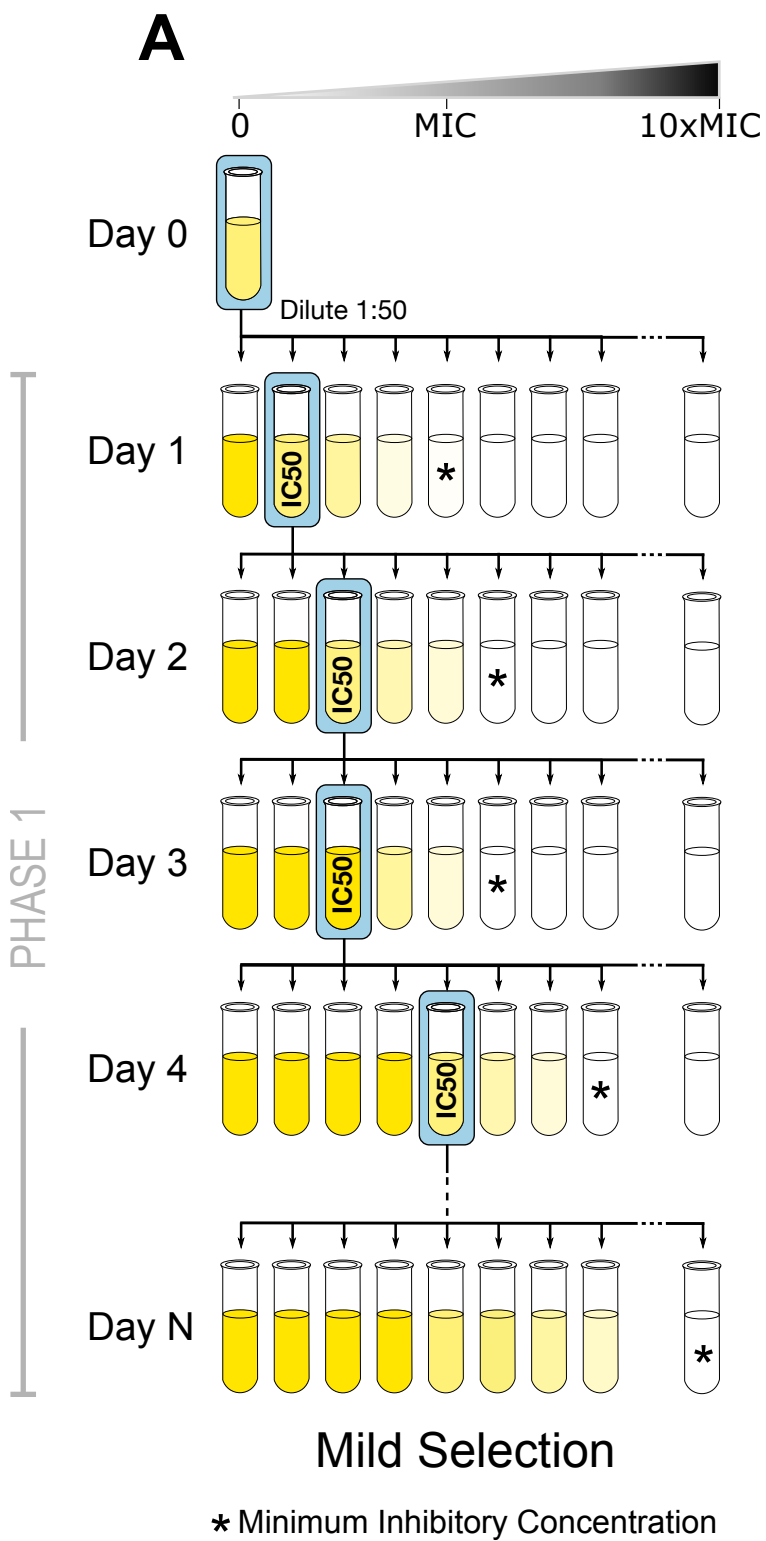 A
0 MIC 10xMIC
Day 0
Dilute 1:50
Day 1
IC50
*
Day 2
IC50
*
PHASE 1
Day 3
IC50
*
Day 4
IC50
*
Day N
*
Mild Selection
* Minimum Inhibitory Concentration